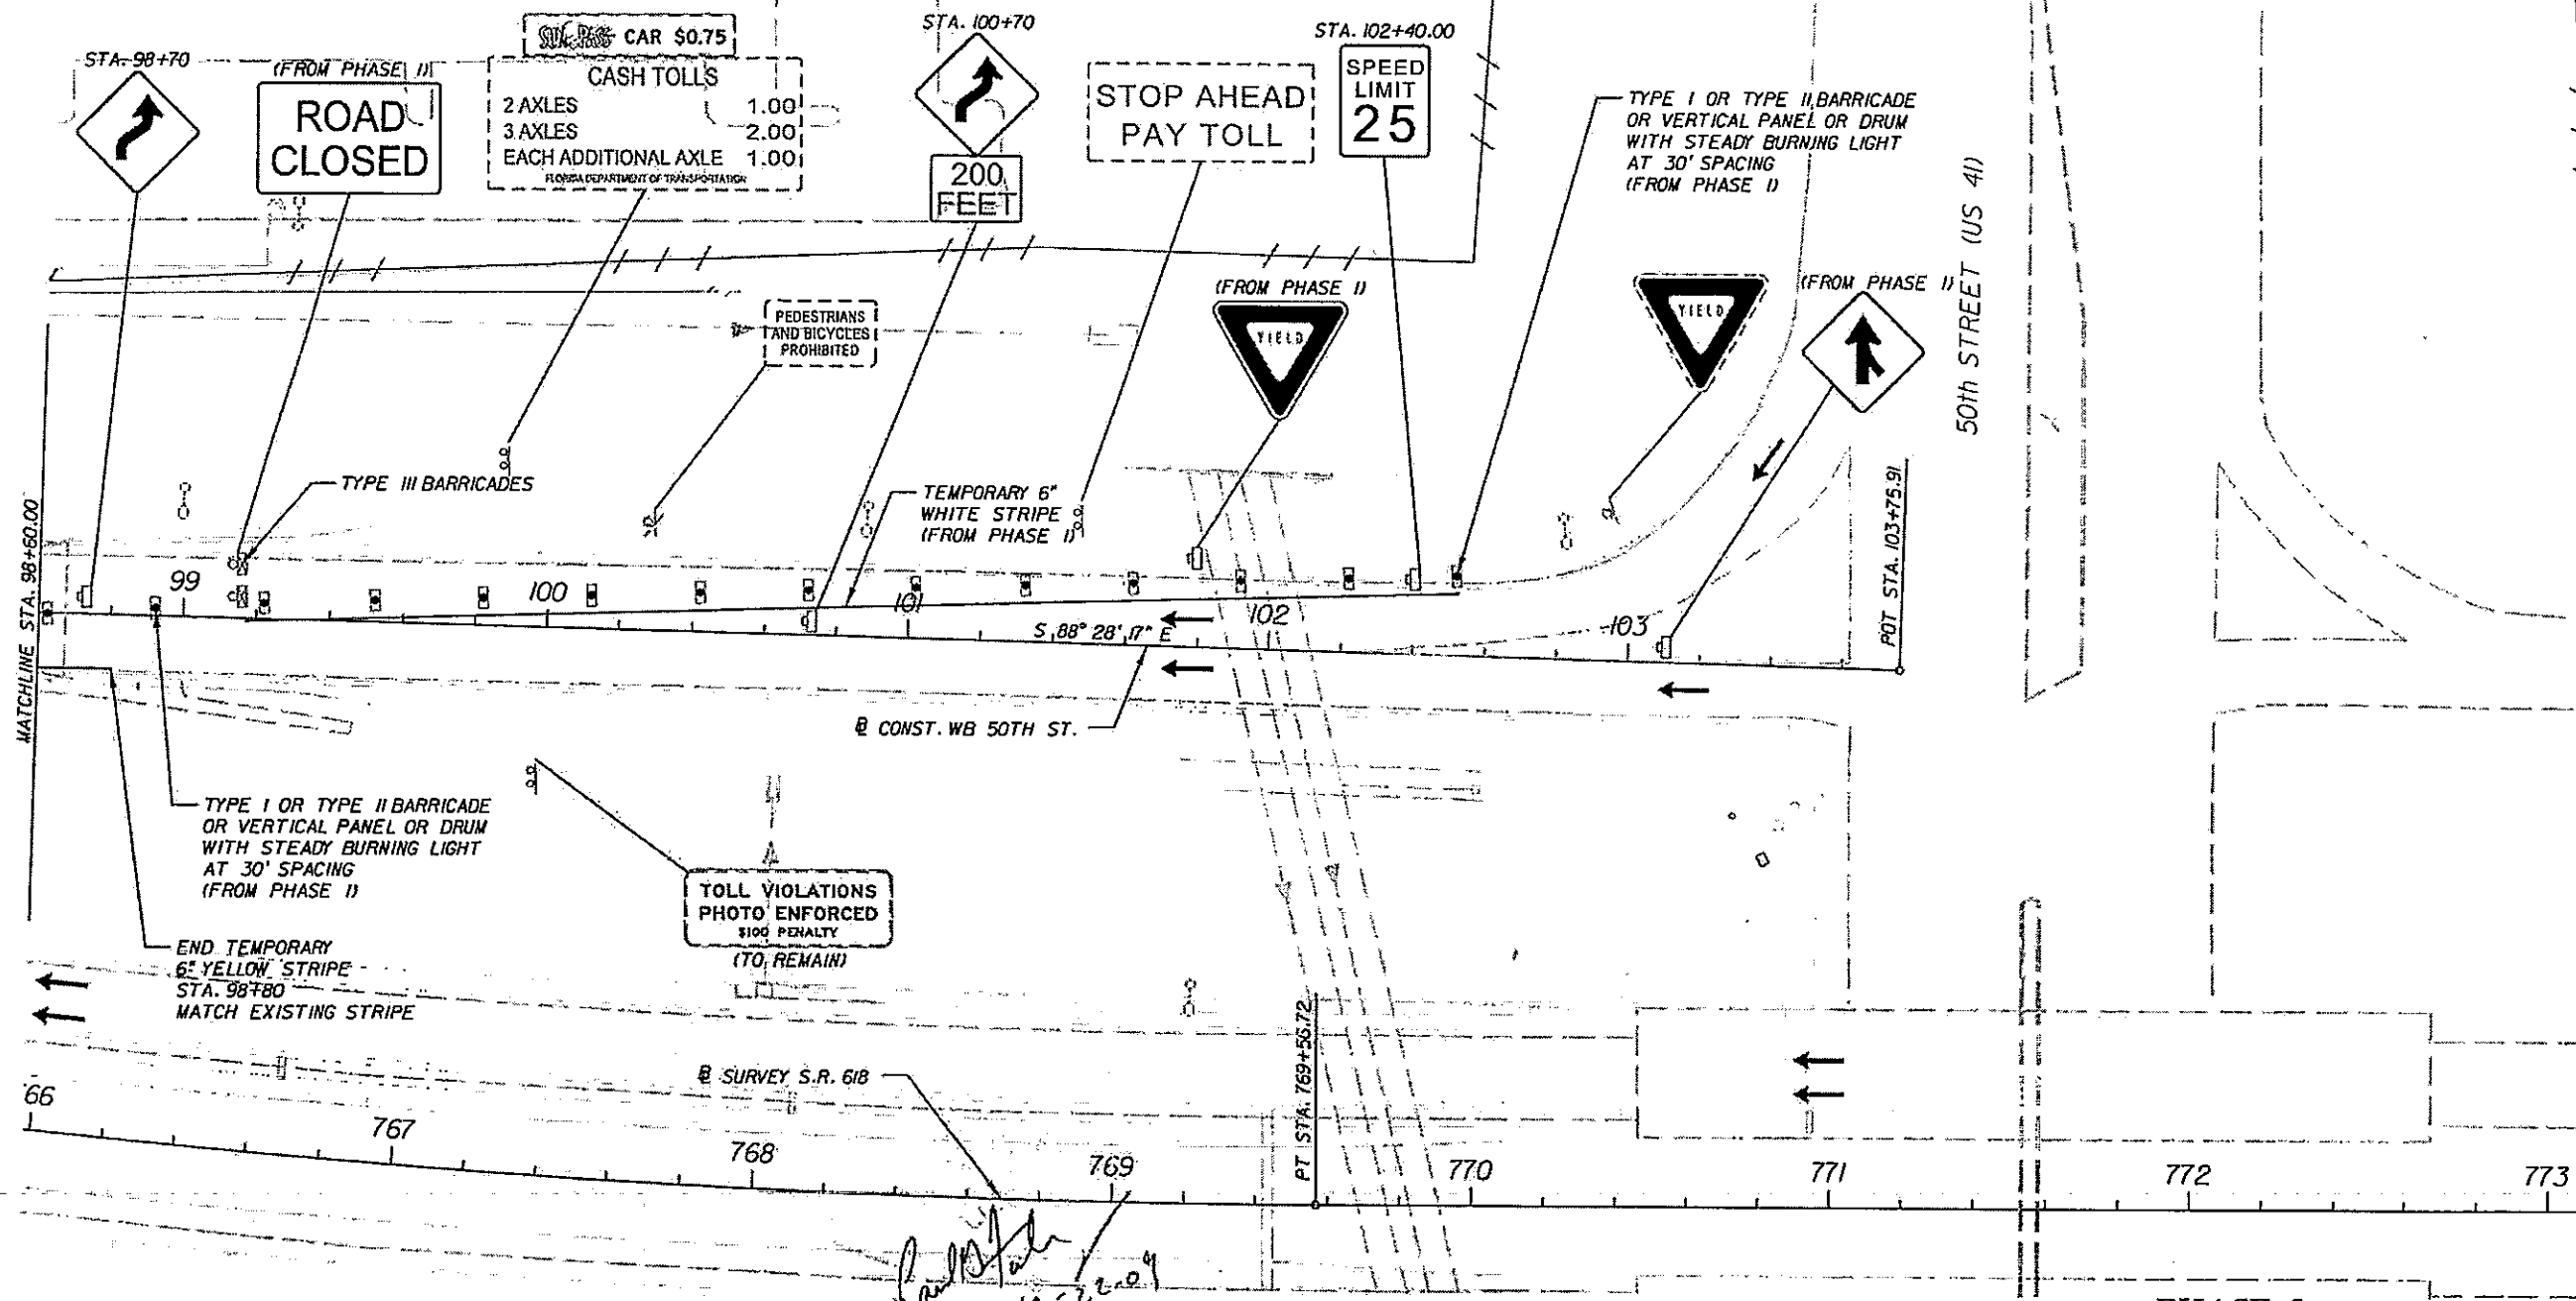 STA. 98+70
(FROM PHASE I)
ROAD
CLOSED
SUN PASS CAR $0.75
CASH TOLLS
2 AXLES 1.00
3 AXLES 2.00
EACH ADDITIONAL AXLE 1.00
FLORIDA DEPARTMENT OF TRANSPORTATION
STA. 100+70
200
FEET
STOP AHEAD
PAY TOLL
STA. 102+40.00
SPEED
LIMIT
25
TYPE I OR TYPE II BARRICADE
OR VERTICAL PANEL OR DRUM
WITH STEADY BURNING LIGHT
AT 30' SPACING
(FROM PHASE I)
50th STREET (US 41)
PEDESTRIANS
AND BICYCLES
PROHIBITED
(FROM PHASE I)
YIELD
YIELD
(FROM PHASE I)
TYPE III BARRICADES
TEMPORARY 6"
WHITE STRIPE
(FROM PHASE I)
MATCHLINE STA. 98+60.00
99
100
101
102
103
S 88° 28' 17" E
POT STA. 103+75.91
℄ CONST. WB 50TH ST.
TYPE I OR TYPE II BARRICADE
OR VERTICAL PANEL OR DRUM
WITH STEADY BURNING LIGHT
AT 30' SPACING
(FROM PHASE I)
TOLL VIOLATIONS
PHOTO ENFORCED
$100 PENALTY
(TO REMAIN)
END TEMPORARY
6" YELLOW STRIPE
STA. 98+80
MATCH EXISTING STRIPE
℄ SURVEY S.R. 618
PT STA. 769+56.72
66
767
768
769
770
771
772
773